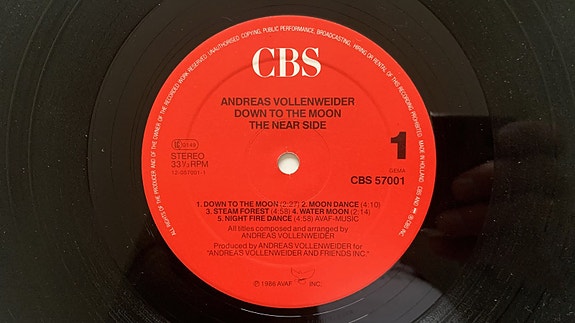 ALL RIGHTS OF THE PRODUCER AND OF THE OWNER OF THE RECORDED WORK RESERVED. UNAUTHORISED COPYING, PUBLIC PERFORMANCE, BROADCASTING, HIRING OR RENTAL OF THIS RECORDING PROHIBITED. MADE IN HOLLAND.
CBS
ANDREAS VOLLENWEIDER
DOWN TO THE MOON
THE NEAR SIDE
STEREO
33⅓ RPM
12-057001-1
1
GEMA
CBS 57001
1. DOWN TO THE MOON (2:27) 2. MOON DANCE (4:10)
3. STEAM FOREST (4:58) 4. WATER MOON (2:14)
5. NIGHT FIRE DANCE (4:58) AVAF-MUSIC
All titles composed and arranged by
ANDREAS VOLLENWEIDER
Produced by ANDREAS VOLLENWEIDER for
"ANDREAS VOLLENWEIDER AND FRIENDS INC."
℗ 1986 AVAF INC.